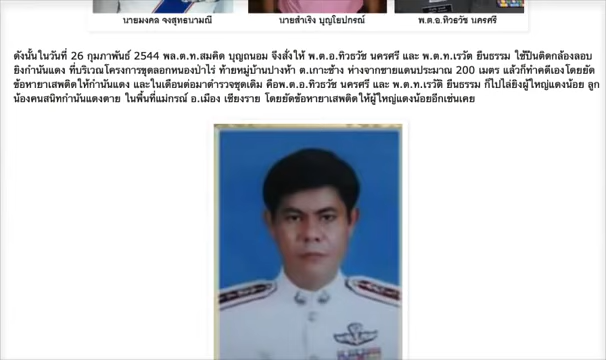 นายมงคล จงสุทธนามณี นายสำเริง บุญโยปกรณ์ พ.ต.อ.ทิวธวัช นครศรี
ดังนั้นในวันที่ 26 กุมภาพันธ์ 2544 พล.ต.ท.สมคิด บุญถนอม จึงสั่งให้ พ.ต.อ.ทิวธวัช นครศรี และ พ.ต.ท.เรวัต ยืนธรรม ใช้ปืนติดกล้องลอบ
ยิงกำนันแดง ที่บริเวณโครงการขุดลอกหนองป่าไร่ ท้ายหมู่บ้านปางห้า ต.เกาะช้าง ห่างจากชายแดนประมาณ 200 เมตร แล้วก็ทำคดีเองโดยยัด
ข้อหายาเสพติดให้กำนันแดง และในเดือนต่อมาตำรวจชุดเดิม คือพ.ต.อ.ทิวธวัช นครศรี และ พ.ต.ท.เรวัติ ยืนธรรม ก็ไปไล่ยิงผู้ใหญ่แดงน้อย ลูก
น้องคนสนิทกำนันแดงตาย ในพื้นที่แม่กรณ์ อ.เมือง เชียงราย โดยยัดข้อหายาเสพติดให้ผู้ใหญ่แดงน้อยอีกเช่นเคย